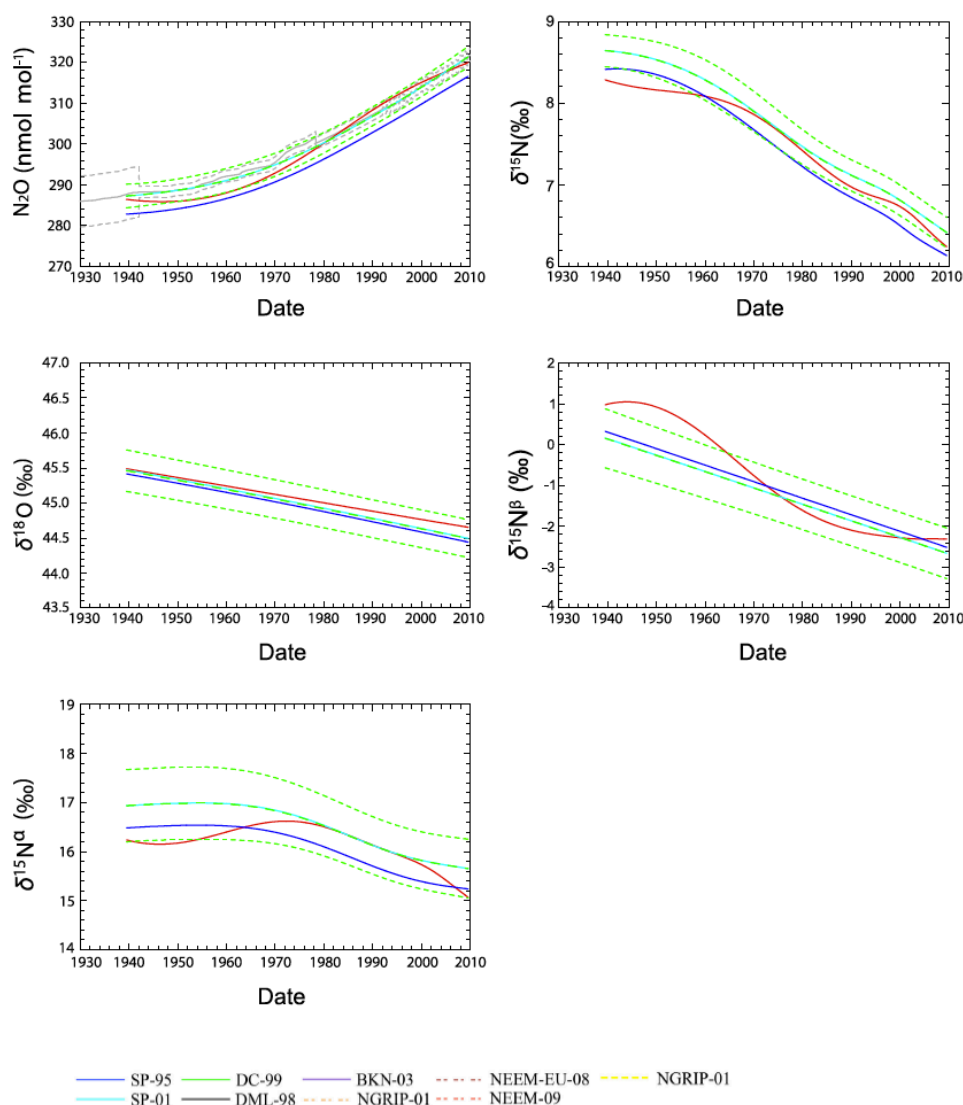 330
320
310
300
290
280
270
N₂O (nmol mol⁻¹)
1930 1940 1950 1960 1970 1980 1990 2000 2010
Date
9
8
7
6
δ¹⁵N(‰)
1930 1940 1950 1960 1970 1980 1990 2000 2010
Date
47.0
46.5
46.0
45.5
45.0
44.5
44.0
43.5
δ¹⁸O (‰)
1930 1940 1950 1960 1970 1980 1990 2000 2010
Date
2
1
0
-1
-2
-3
-4
δ¹⁵Nᵝ (‰)
1930 1940 1950 1960 1970 1980 1990 2000 2010
Date
19
18
17
16
15
14
δ¹⁵Nᵅ (‰)
1930 1940 1950 1960 1970 1980 1990 2000 2010
Date
SP-95 DC-99 BKN-03 NEEM-EU-08 NGRIP-01
SP-01 DML-98 NGRIP-01 NEEM-09